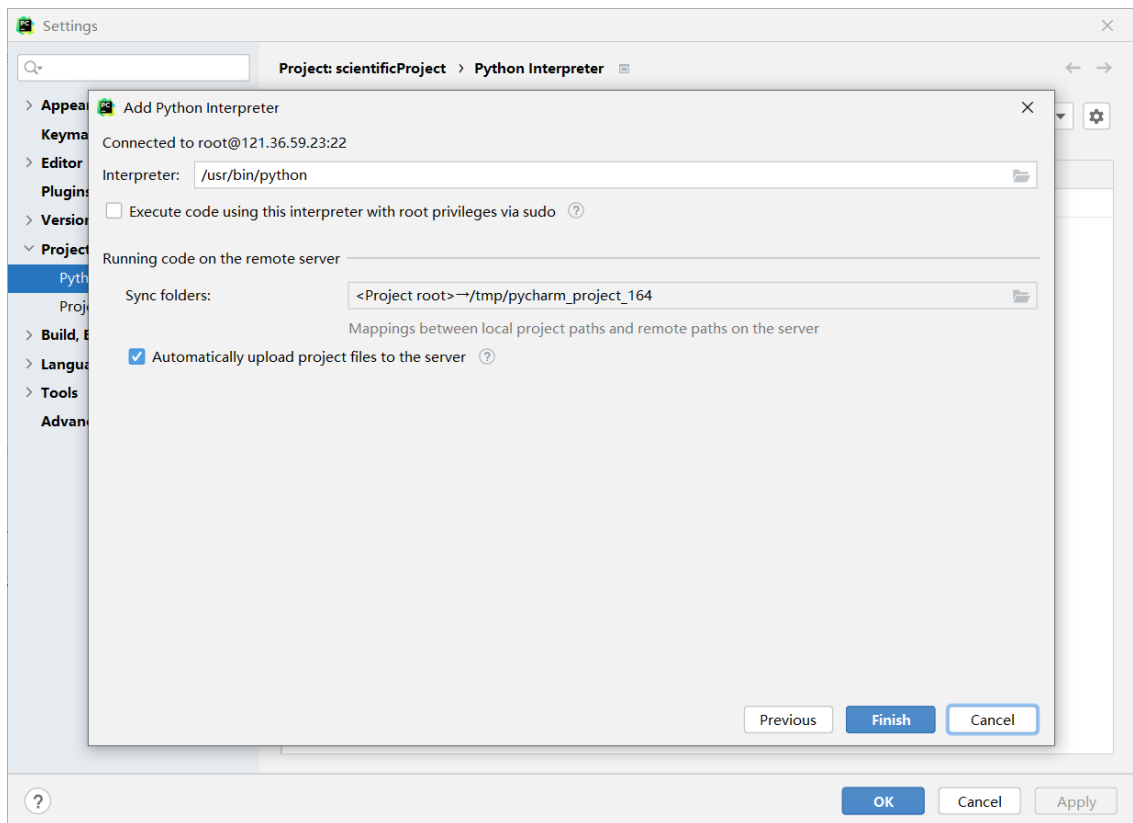 Settings
Project: scientificProject > Python Interpreter
Appear
Keyma
Editor
Plugins
Version
Project
Pyth
Proje
Build, E
Langua
Tools
Advan
Add Python Interpreter
Connected to root@121.36.59.23:22
Interpreter: /usr/bin/python
Execute code using this interpreter with root privileges via sudo ?
Running code on the remote server
Sync folders: <Project root>→/tmp/pycharm_project_164
Mappings between local project paths and remote paths on the server
Automatically upload project files to the server ?
Previous Finish Cancel
? OK Cancel Apply